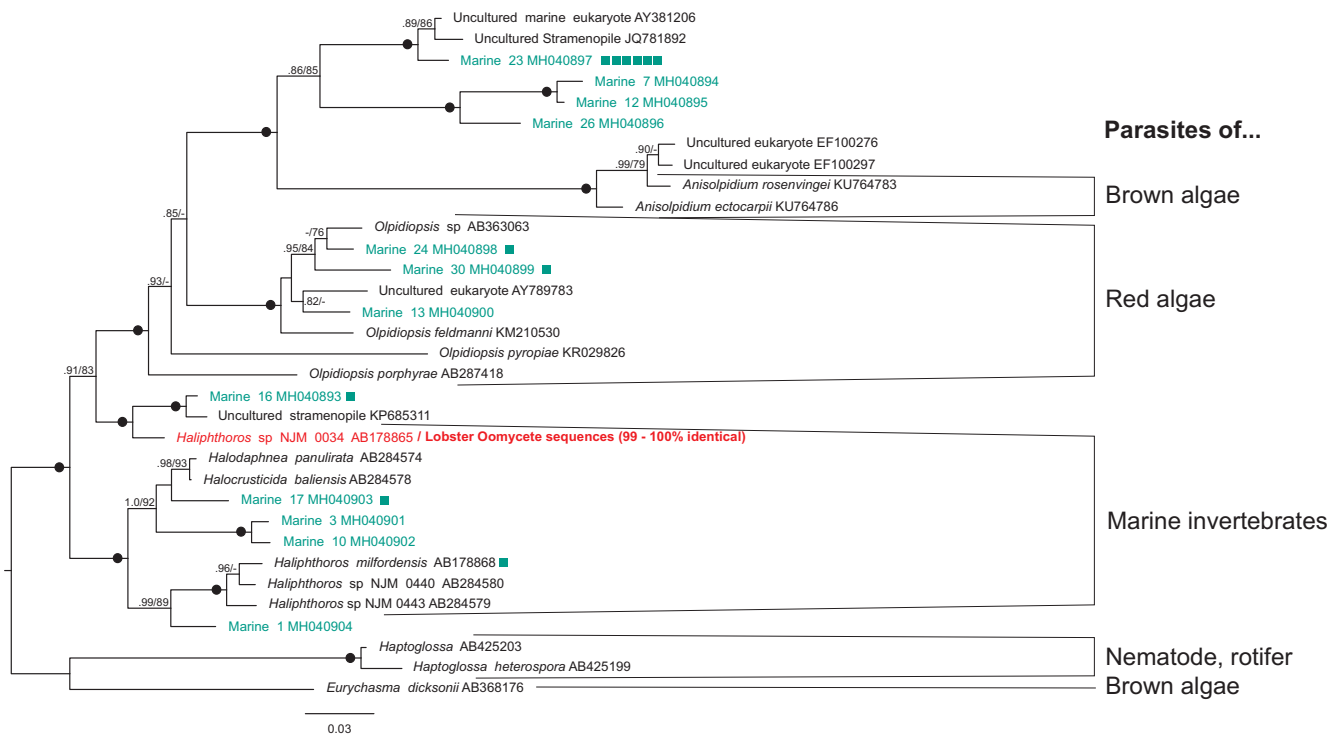 Uncultured marine eukaryote AY381206
.89/86
Uncultured Stramenopile JQ781892
Marine 23 MH040897
.86/85
Marine 7 MH040894
Marine 12 MH040895
Marine 26 MH040896
Parasites of...
Uncultured eukaryote EF100276
.90/-
.99/79
Uncultured eukaryote EF100297
Anisolpidium rosenvingei KU764783
Brown algae
Anisolpidium ectocarpii KU764786
.85/-
Olpidiopsis sp AB363063
-/76
.95/84
Marine 24 MH040898
Marine 30 MH040899
.93/-
Uncultured eukaryote AY789783
Red algae
.82/-
Marine 13 MH040900
Olpidiopsis feldmanni KM210530
Olpidiopsis pyropiae KR029826
.91/83
Olpidiopsis porphyrae AB287418
Marine 16 MH040893
Uncultured stramenopile KP685311
Haliphthoros sp NJM 0034 AB178865 / Lobster Oomycete sequences (99 - 100% identical)
Halodaphnea panulirata AB284574
.98/93
Halocrusticida baliensis AB284578
1.0/92
Marine 17 MH040903
Marine 3 MH040901
Marine invertebrates
Marine 10 MH040902
Haliphthoros milfordensis AB178868
.96/-
Haliphthoros sp NJM 0440 AB284580
.99/89
Haliphthoros sp NJM 0443 AB284579
Marine 1 MH040904
Haptoglossa AB425203
Nematode, rotifer
Haptoglossa heterospora AB425199
Eurychasma dicksonii AB368176
Brown algae
0.03